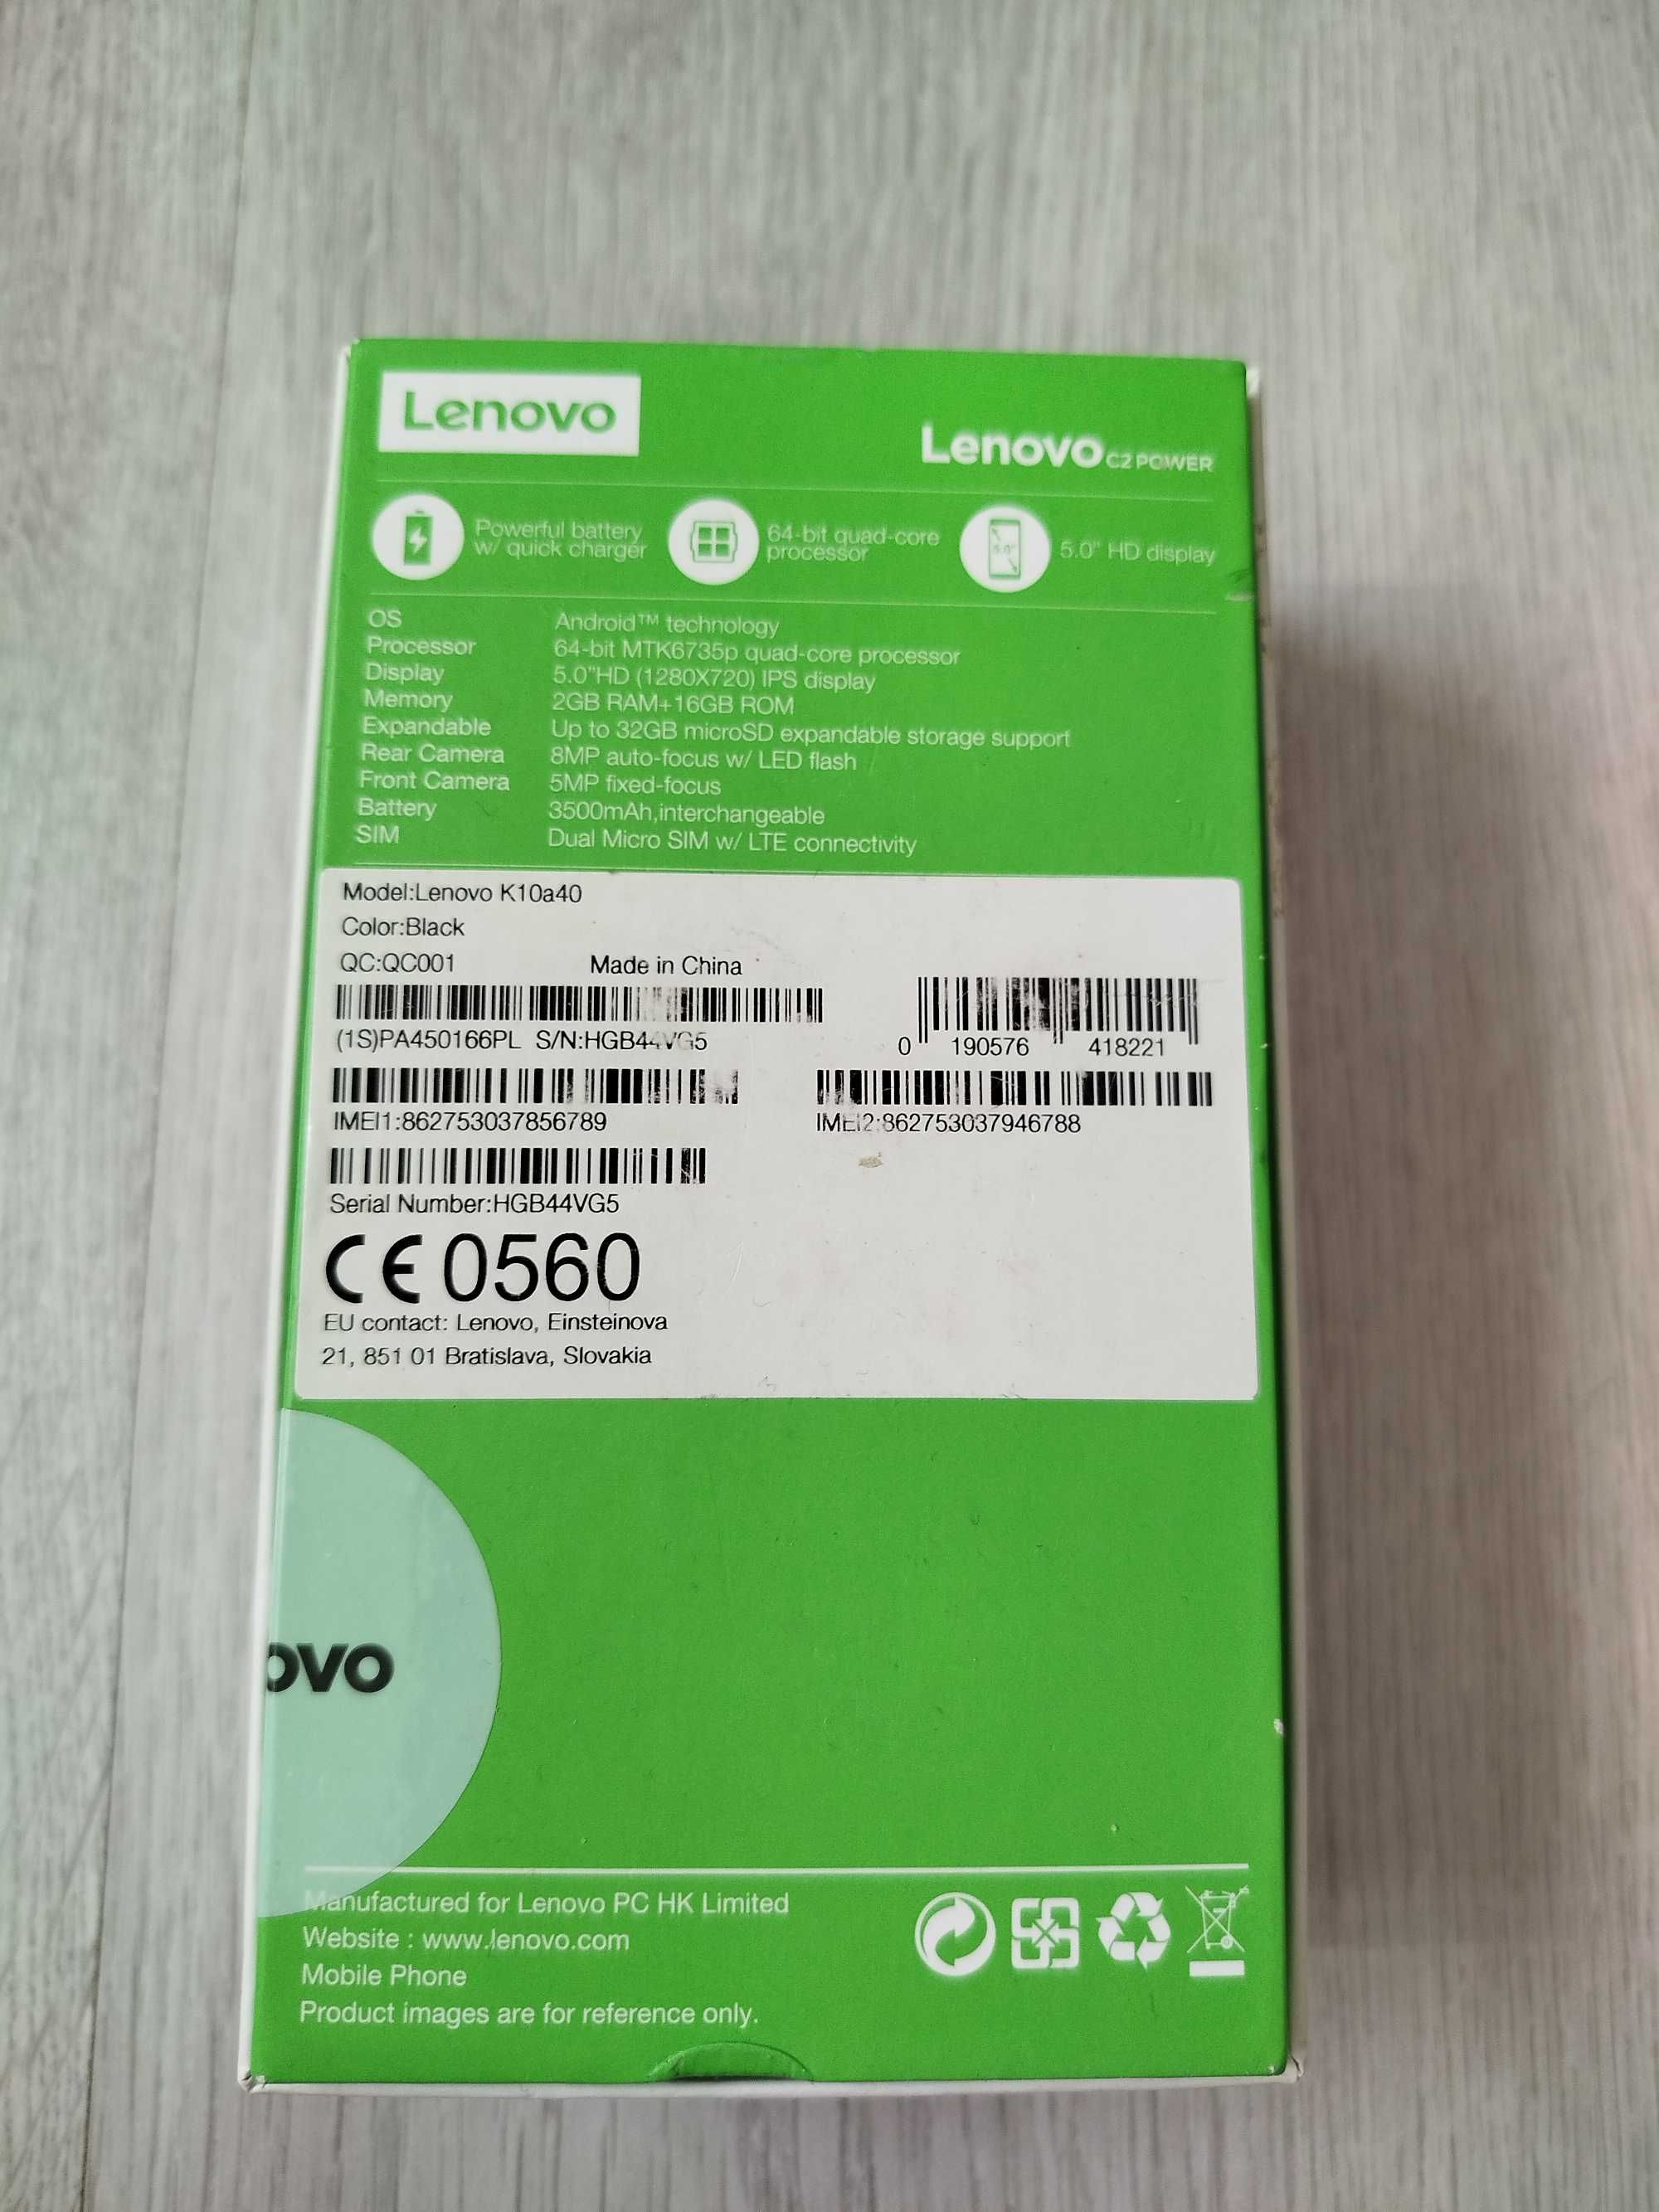 Lenovo
Lenovo C2 POWER
Powerful battery
w/ quick charger
64-bit quad-core
processor
5.0"
5.0" HD display
OS Android™ technology
Processor 64-bit MTK6735p quad-core processor
Display 5.0"HD (1280X720) IPS display
Memory 2GB RAM+16GB ROM
Expandable Up to 32GB microSD expandable storage support
Rear Camera 8MP auto-focus w/ LED flash
Front Camera 5MP fixed-focus
Battery 3500mAh,interchangeable
SIM Dual Micro SIM w/ LTE connectivity
Model:Lenovo K10a40
Color:Black
QC:QC001 Made in China
(1S)PA450166PL S/N:HGB44VG5
0 190576 418221
IMEI1:862753037856789 IMEI2:862753037946788
Serial Number:HGB44VG5
CE 0560
EU contact: Lenovo, Einsteinova
21, 851 01 Bratislava, Slovakia
ovo
Manufactured for Lenovo PC HK Limited
Website : www.lenovo.com
Mobile Phone
Product images are for reference only.